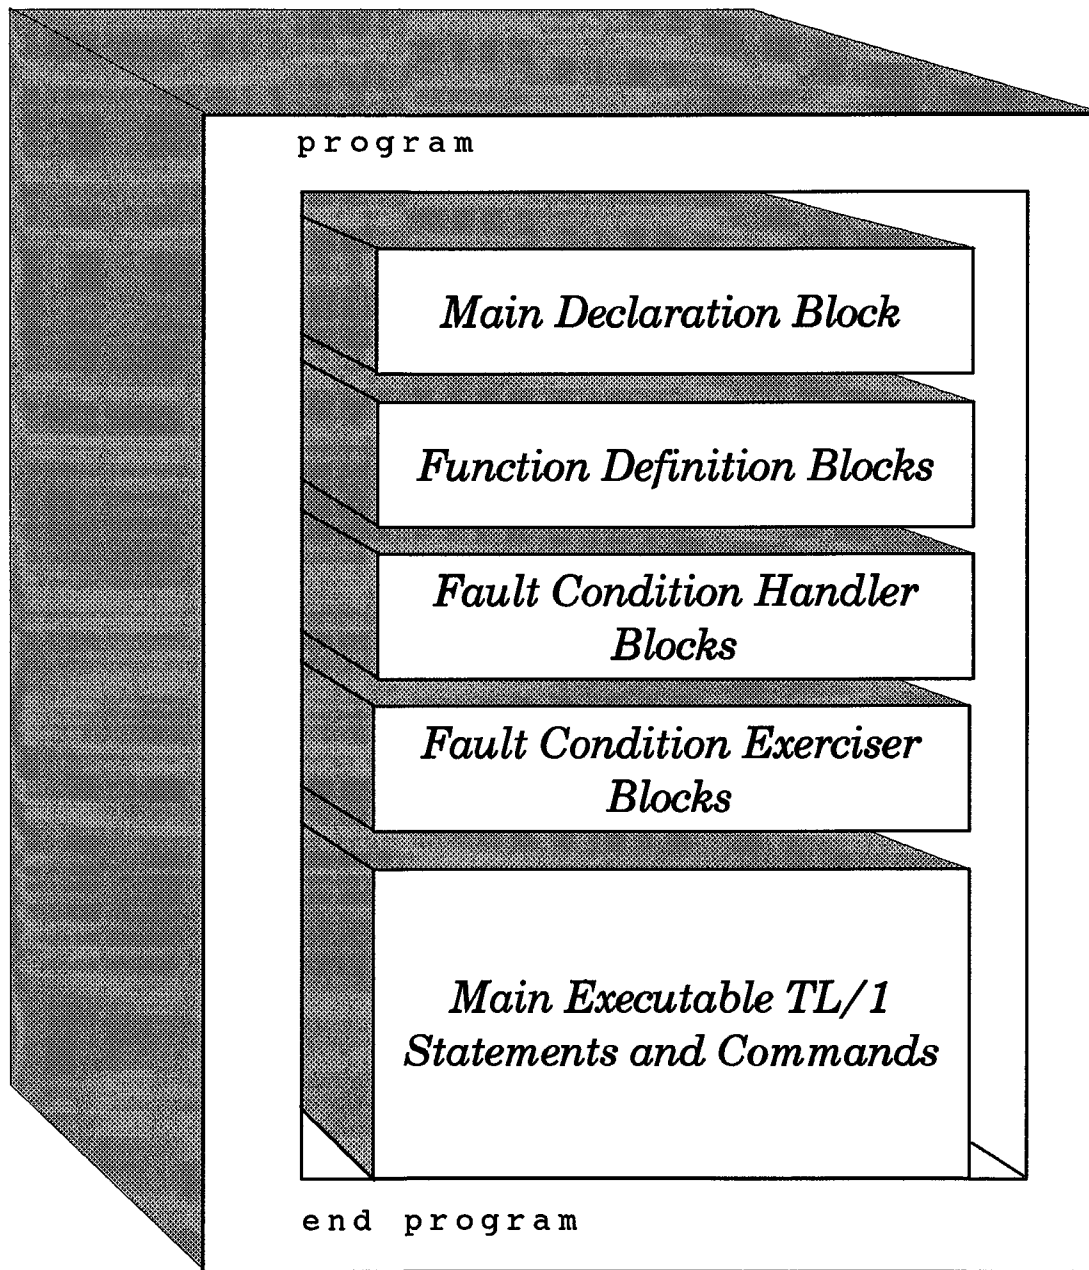 program
Main Declaration Block
Function Definition Blocks
Fault Condition Handler
Blocks
Fault Condition Exerciser
Blocks
Main Executable TL/1
Statements and Commands
end program